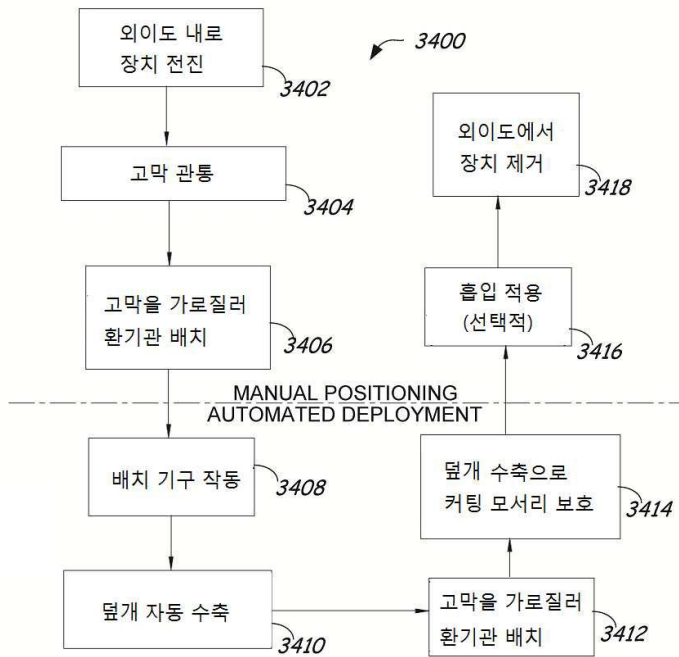 외이도 내로
장치 전진
3402
3400
고막 관통
3404
고막을 가로질러
환기관 배치
3406
MANUAL POSITIONING
AUTOMATED DEPLOYMENT
배치 기구 작동
3408
덮개 자동 수축
3410
고막을 가로질러
환기관 배치
3412
덮개 수축으로
커팅 모서리 보호
3414
흡입 적용
(선택적)
3416
외이도에서
장치 제거
3418